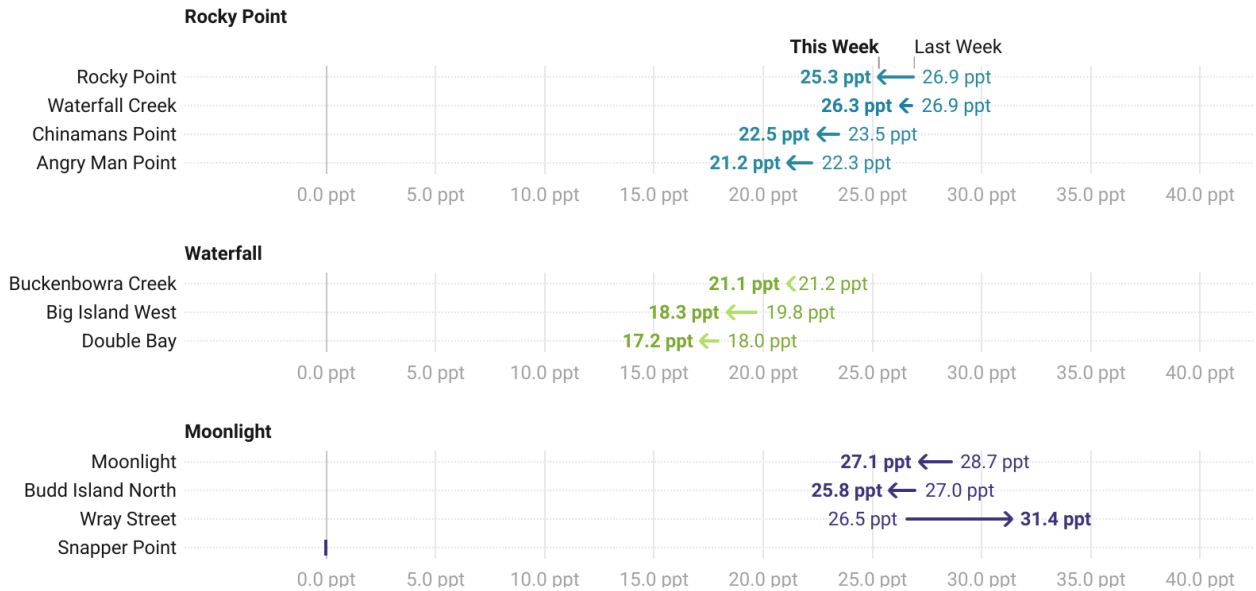 Rocky Point
This Week Last Week
Rocky Point 25.3 ppt 26.9 ppt
Waterfall Creek 26.3 ppt 26.9 ppt
Chinamans Point 22.5 ppt 23.5 ppt
Angry Man Point 21.2 ppt 22.3 ppt
0.0 ppt 5.0 ppt 10.0 ppt 15.0 ppt 20.0 ppt 25.0 ppt 30.0 ppt 35.0 ppt 40.0 ppt
Waterfall
Buckenbowra Creek 21.1 ppt 21.2 ppt
Big Island West 18.3 ppt 19.8 ppt
Double Bay 17.2 ppt 18.0 ppt
0.0 ppt 5.0 ppt 10.0 ppt 15.0 ppt 20.0 ppt 25.0 ppt 30.0 ppt 35.0 ppt 40.0 ppt
Moonlight
Moonlight 27.1 ppt 28.7 ppt
Budd Island North 25.8 ppt 27.0 ppt
Wray Street 26.5 ppt 31.4 ppt
Snapper Point
0.0 ppt 5.0 ppt 10.0 ppt 15.0 ppt 20.0 ppt 25.0 ppt 30.0 ppt 35.0 ppt 40.0 ppt